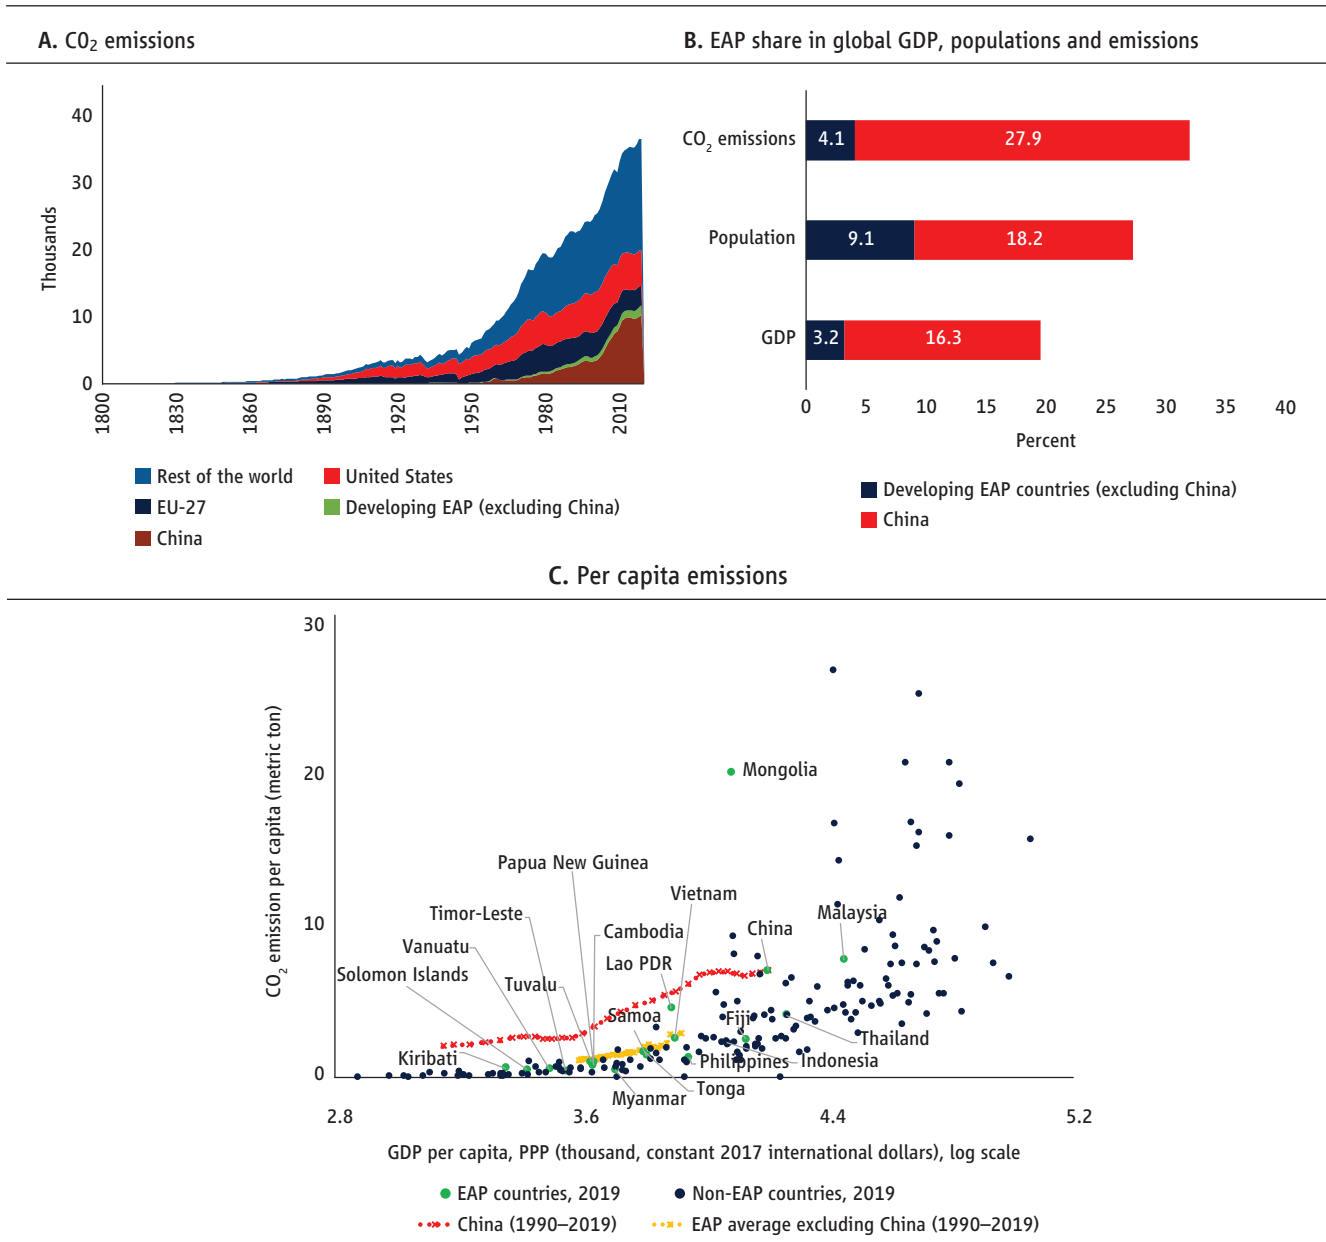 A. CO2 emissions
B. EAP share in global GDP, populations and emissions
Thousands
40
30
20
10
0
1800
1830
1860
1890
1920
1950
1980
2010
Rest of the world
United States
EU-27
Developing EAP (excluding China)
China
CO2 emissions
4.1
27.9
Population
9.1
18.2
GDP
3.2
16.3
0
5
10
15
20
25
30
35
40
Percent
Developing EAP countries (excluding China)
China
C. Per capita emissions
CO2 emission per capita (metric ton)
30
20
10
0
Mongolia
Papua New Guinea
Vietnam
Timor-Leste
Malaysia
Cambodia
China
Vanuatu
Lao PDR
Solomon Islands
Tuvalu
Samoa
Fiji
Thailand
Kiribati
Philippines
Indonesia
Tonga
Myanmar
2.8
3.6
4.4
5.2
GDP per capita, PPP (thousand, constant 2017 international dollars), log scale
EAP countries, 2019
Non-EAP countries, 2019
China (1990–2019)
EAP average excluding China (1990–2019)